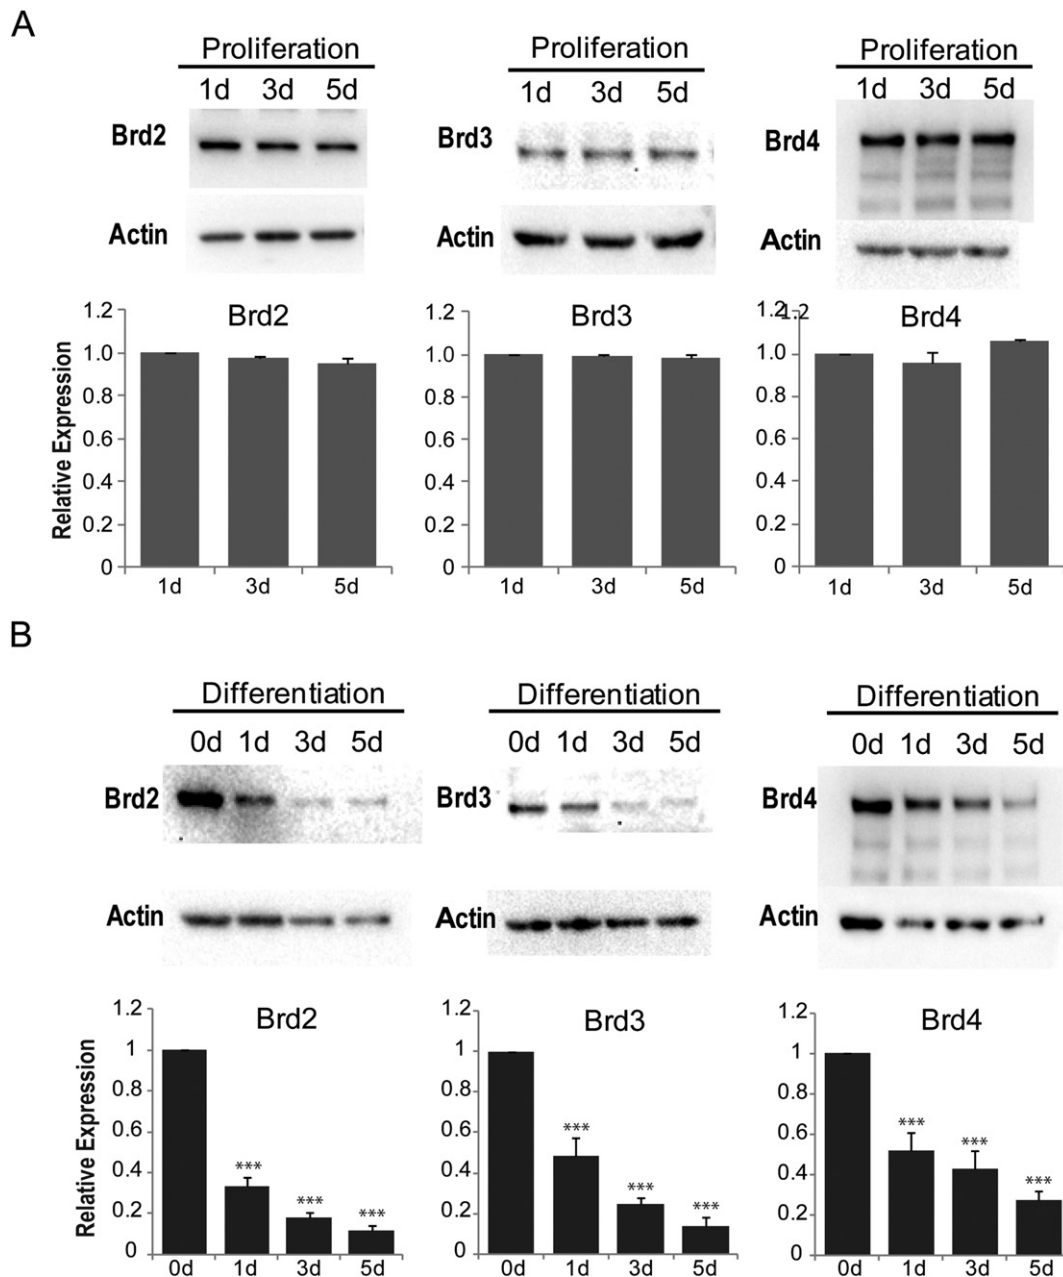 A
Proliferation Proliferation Proliferation
1d 3d 5d 1d 3d 5d 1d 3d 5d
Brd2 Brd3 Brd4
Actin Actin Actin
Brd2 Brd3 Brd4
Relative Expression
1.2 1.0 0.8 0.6 0.4 0.2 0
1.2 1.0 0.8 0.6 0.4 0.2 0
1.2 1.2 1.0 0.8 0.6 0.4 0.2 0
1d 3d 5d 1d 3d 5d 1d 3d 5d
B
Differentiation Differentiation Differentiation
0d 1d 3d 5d 0d 1d 3d 5d 0d 1d 3d 5d
Brd2 Brd3 Brd4
Actin Actin Actin
Brd2 Brd3 Brd4
Relative Expression
1.2 1 0.8 0.6 0.4 0.2 0
1.2 1 0.8 0.6 0.4 0.2 0
1.2 1 0.8 0.6 0.4 0.2 0
*** *** *** *** *** *** *** *** ***
0d 1d 3d 5d 0d 1d 3d 5d 0d 1d 3d 5d